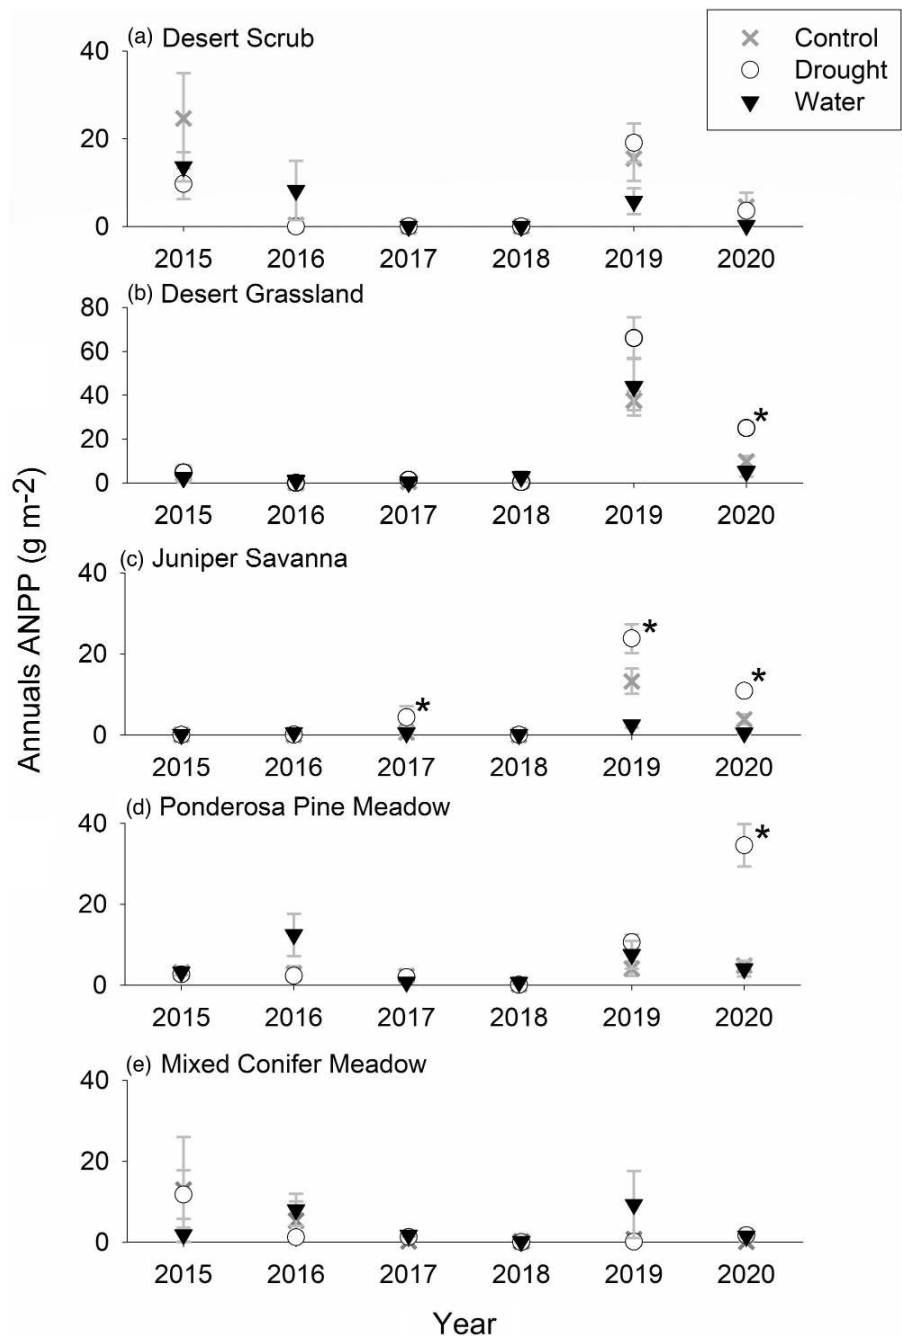 (a) Desert Scrub
Control
Drought
Water
40
20
0
2015 2016 2017 2018 2019 2020
(b) Desert Grassland
80
60
40
20
0
*
2015 2016 2017 2018 2019 2020
(c) Juniper Savanna
40
20
0
* * *
2015 2016 2017 2018 2019 2020
(d) Ponderosa Pine Meadow
40
20
0
*
2015 2016 2017 2018 2019 2020
(e) Mixed Conifer Meadow
40
20
0
2015 2016 2017 2018 2019 2020
Annuals ANPP (g m-2)
Year